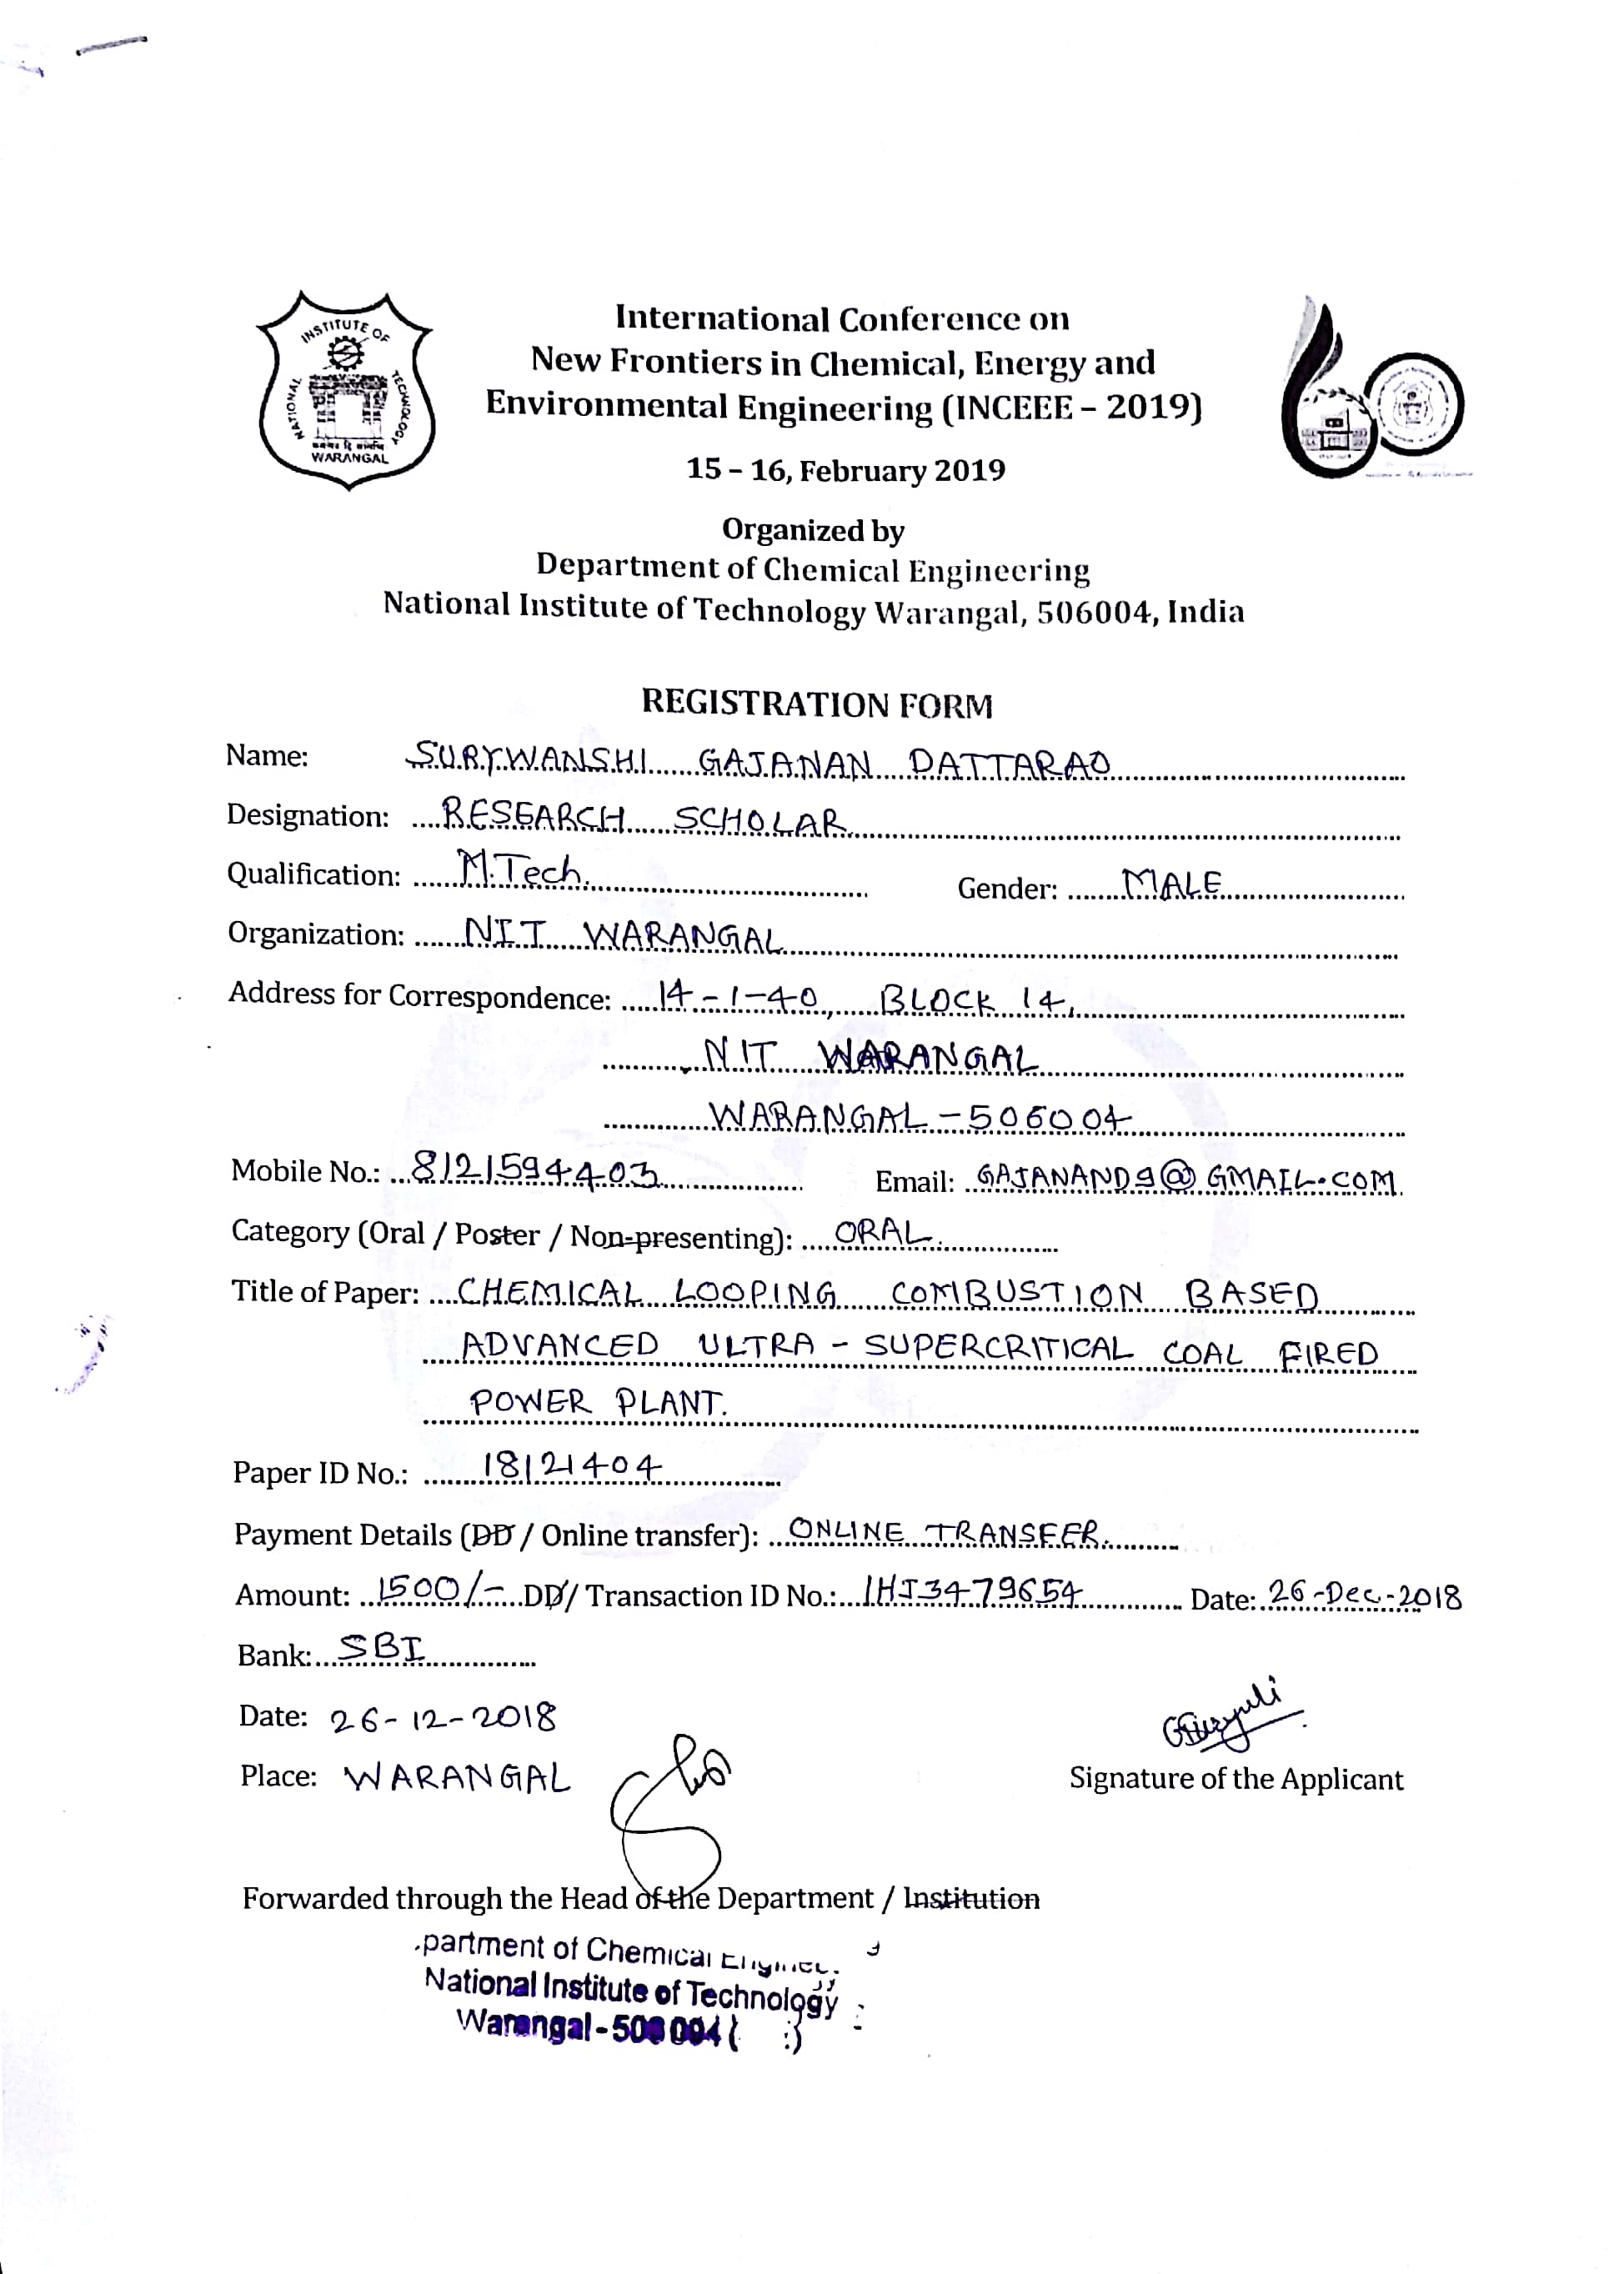 INSTITUTE OF
NATIONAL
TECHNOLOGY
WARANGAL
International Conference on
New Frontiers in Chemical, Energy and
Environmental Engineering (INCEEE – 2019)
15 – 16, February 2019
Organized by
Department of Chemical Engineering
National Institute of Technology Warangal, 506004, India
REGISTRATION FORM
Name: SURYWANSHI GAJANAN DATTARAO
Designation: RESEARCH SCHOLAR
Qualification: M.Tech. Gender: MALE
Organization: NIT WARANGAL
Address for Correspondence: 14-1-40, BLOCK 14,
NIT WARANGAL
WARANGAL-506004
Mobile No.: 8121594403 Email: GAJANAND9@GMAIL.COM
Category (Oral / Poster / Non-presenting): ORAL.
Title of Paper: CHEMICAL LOOPING COMBUSTION BASED
ADVANCED ULTRA-SUPERCRITICAL COAL FIRED
POWER PLANT.
Paper ID No.: 18121404
Payment Details (DD / Online transfer): ONLINE TRANSFER.
Amount: 1500/- DD/ Transaction ID No.: IHJ3479654 Date: 26-Dec-2018
Bank: SBI
Date: 26-12-2018
Place: WARANGAL
Signature of the Applicant
Forwarded through the Head of the Department / Institution
partment of Chemical
National Institute of Technology
Warangal-506 004